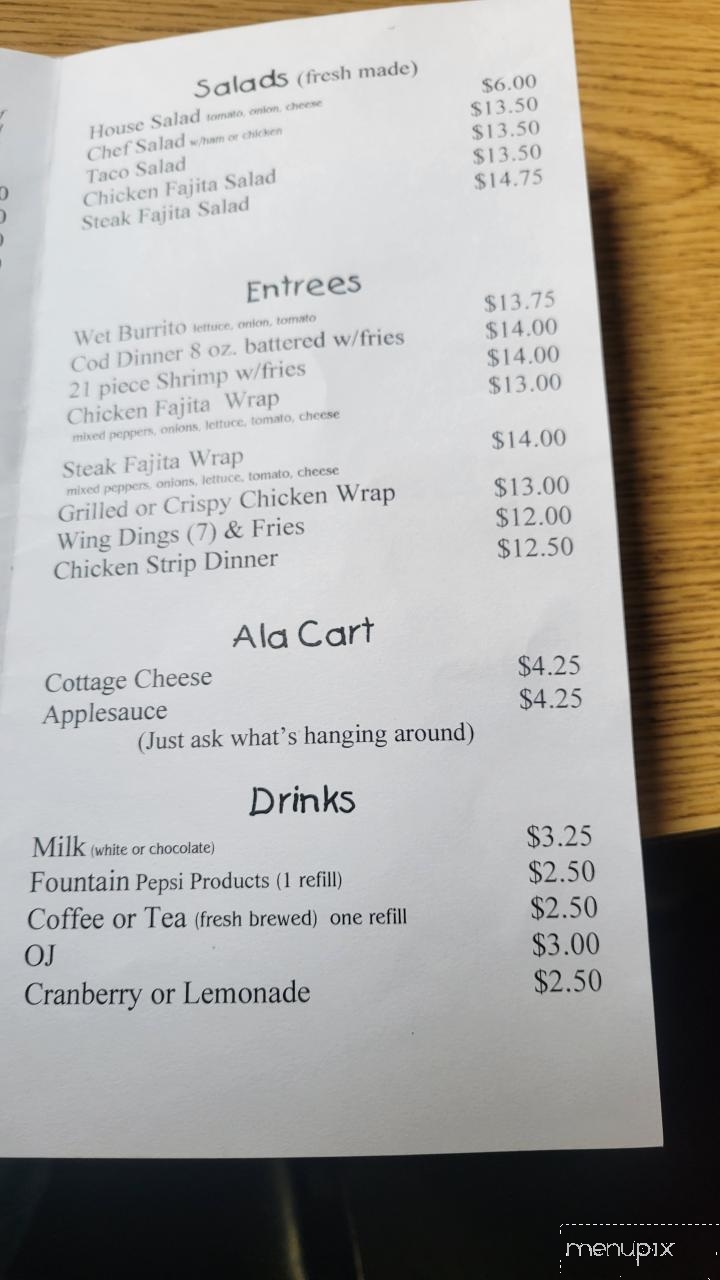 Salads (fresh made)
House Salad tomato, onion, cheese $6.00
Chef Salad w/ham or chicken $13.50
Taco Salad $13.50
Chicken Fajita Salad $13.50
Steak Fajita Salad $14.75
Entrees
Wet Burrito lettuce, onion, tomato $13.75
Cod Dinner 8 oz. battered w/fries $14.00
21 piece Shrimp w/fries $14.00
Chicken Fajita Wrap $13.00
mixed peppers, onions, lettuce, tomato, cheese
Steak Fajita Wrap $14.00
mixed peppers, onions, lettuce, tomato, cheese
Grilled or Crispy Chicken Wrap $13.00
Wing Dings (7) & Fries $12.00
Chicken Strip Dinner $12.50
Ala Cart
Cottage Cheese $4.25
Applesauce $4.25
(Just ask what's hanging around)
Drinks
Milk (white or chocolate) $3.25
Fountain Pepsi Products (1 refill) $2.50
Coffee or Tea (fresh brewed) one refill $2.50
OJ $3.00
Cranberry or Lemonade $2.50
menupix